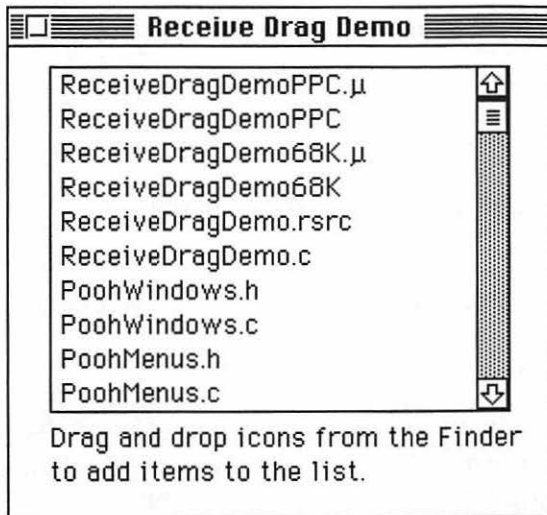 Receive Drag Demo
ReceiveDragDemoPPC.µ
ReceiveDragDemoPPC
ReceiveDragDemo68K.µ
ReceiveDragDemo68K
ReceiveDragDemo.rsrc
ReceiveDragDemo.c
PoohWindows.h
PoohWindows.c
PoohMenus.h
PoohMenus.c
Drag and drop icons from the Finder
to add items to the list.